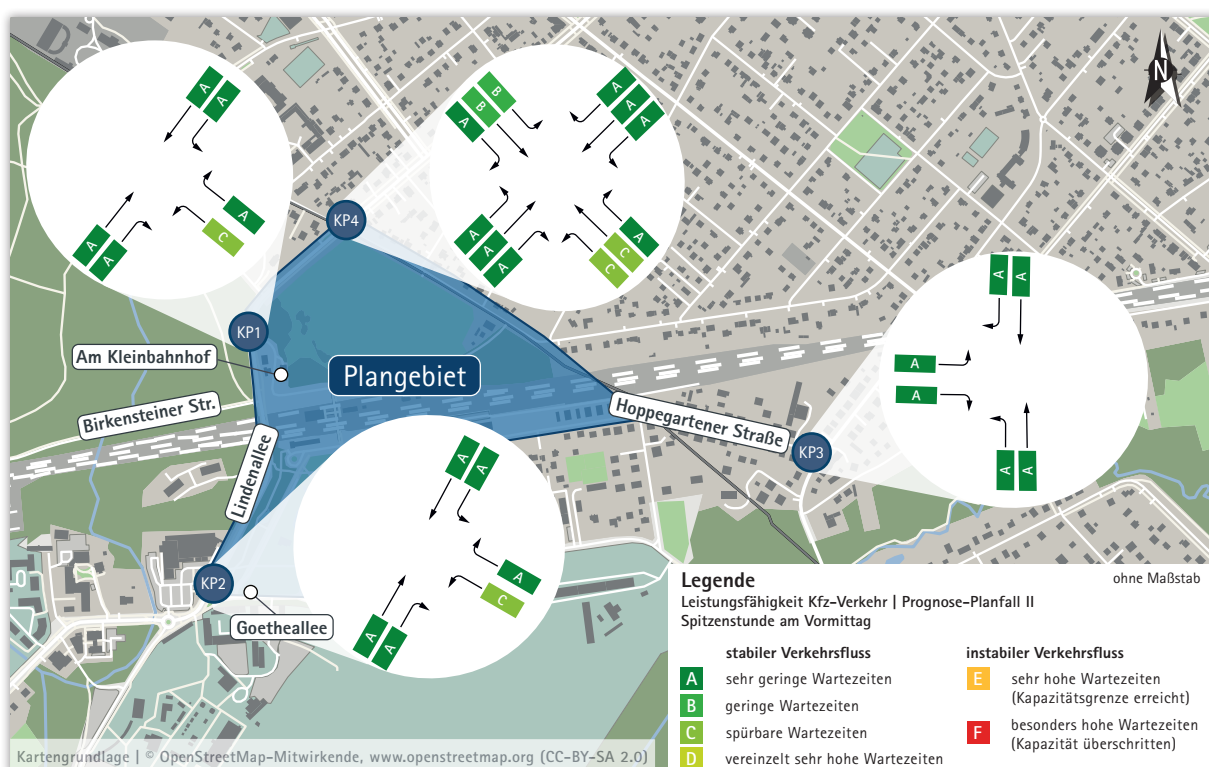 D
A
A
A
A
A
C
B
B
A
A
A
A
A
A
A
A
C
C
N
KP4
KP1
A
A
A
A
A
A
Am Kleinbahnhof
Plangebiet
Birkensteiner Str.
Hoppegartener Straße
KP3
Lindenallee
A
A
A
C
A
A
KP2
Goetheallee
Legende
ohne Maßstab
Leistungsfähigkeit Kfz-Verkehr | Prognose-Planfall II
Spitzenstunde am Vormittag
stabiler Verkehrsfluss
A sehr geringe Wartezeiten
B geringe Wartezeiten
C spürbare Wartezeiten
D vereinzelt sehr hohe Wartezeiten
instabiler Verkehrsfluss
E sehr hohe Wartezeiten
(Kapazitätsgrenze erreicht)
F besonders hohe Wartezeiten
(Kapazität überschritten)
Kartengrundlage | © OpenStreetMap-Mitwirkende, www.openstreetmap.org (CC-BY-SA 2.0)